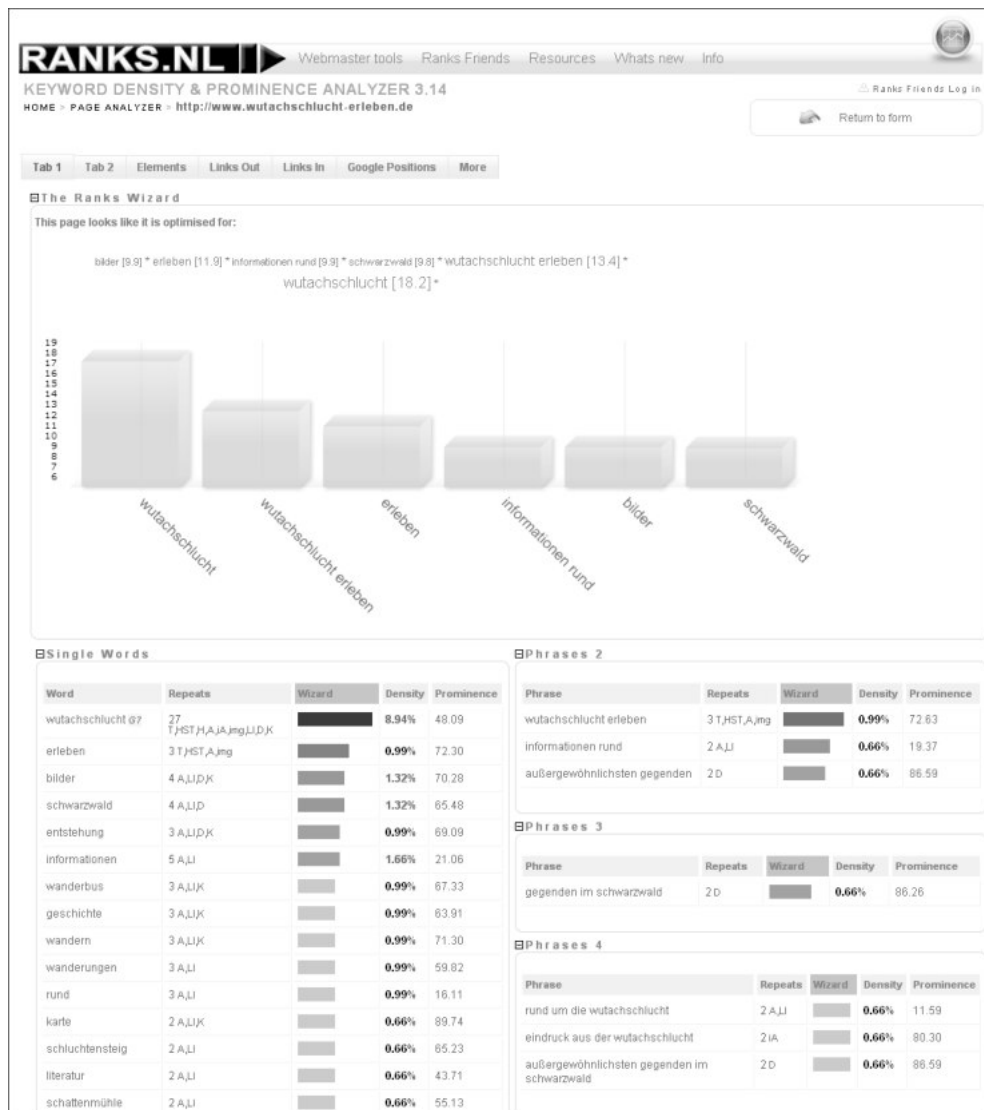 RANKS.NL
Webmaster tools Ranks Friends Resources Whats new Info
KEYWORD DENSITY & PROMINENCE ANALYZER 3.14
HOME > PAGE ANALYZER > http://www.wutachschlucht-erleben.de
Ranks Friends Log in
Return to form
Tab 1 Tab 2 Elements Links Out Links In Google Positions More
The Ranks Wizard
This page looks like it is optimised for:
bilder [9.9] * erleben [11.9] * informationen rund [9.9] * schwarzwald [9.8] * wutachschlucht erleben [13.4] *
wutachschlucht [18.2] *
19
18
17
16
15
14
13
12
11
10
9
8
7
6
wutachschlucht
wutachschlucht erleben
erleben
informationen rund
bilder
schwarzwald
Single Words
Word Repeats Wizard Density Prominence
wutachschlucht @? 27 8.94% 48.09
T,HST,H,A,iA,img,LI,D,K
erleben 3 T,HST,A,img 0.99% 72.30
bilder 4 A,LI,D,K 1.32% 70.28
schwarzwald 4 A,LI,D 1.32% 65.48
entstehung 3 A,LI,D,K 0.99% 69.09
informationen 5 A,LI 1.66% 21.06
wanderbus 3 A,LI,K 0.99% 67.33
geschichte 3 A,LI,K 0.99% 63.91
wandern 3 A,LI,K 0.99% 71.30
wanderungen 3 A,LI 0.99% 59.82
rund 3 A,LI 0.99% 16.11
karte 2 A,LI,K 0.66% 89.74
schluchtensteig 2 A,LI 0.66% 65.23
literatur 2 A,LI 0.66% 43.71
schattenmühle 2 A,LI 0.66% 55.13
Phrases 2
Phrase Repeats Wizard Density Prominence
wutachschlucht erleben 3 T,HST,A,img 0.99% 72.63
informationen rund 2 A,LI 0.66% 19.37
außergewöhnlichsten gegenden 2 D 0.66% 86.59
Phrases 3
Phrase Repeats Wizard Density Prominence
gegenden im schwarzwald 2 D 0.66% 86.26
Phrases 4
Phrase Repeats Wizard Density Prominence
rund um die wutachschlucht 2 A,LI 0.66% 11.59
eindruck aus der wutachschlucht 2 iA 0.66% 80.30
außergewöhnlichsten gegenden im 2 D 0.66% 86.59
schwarzwald